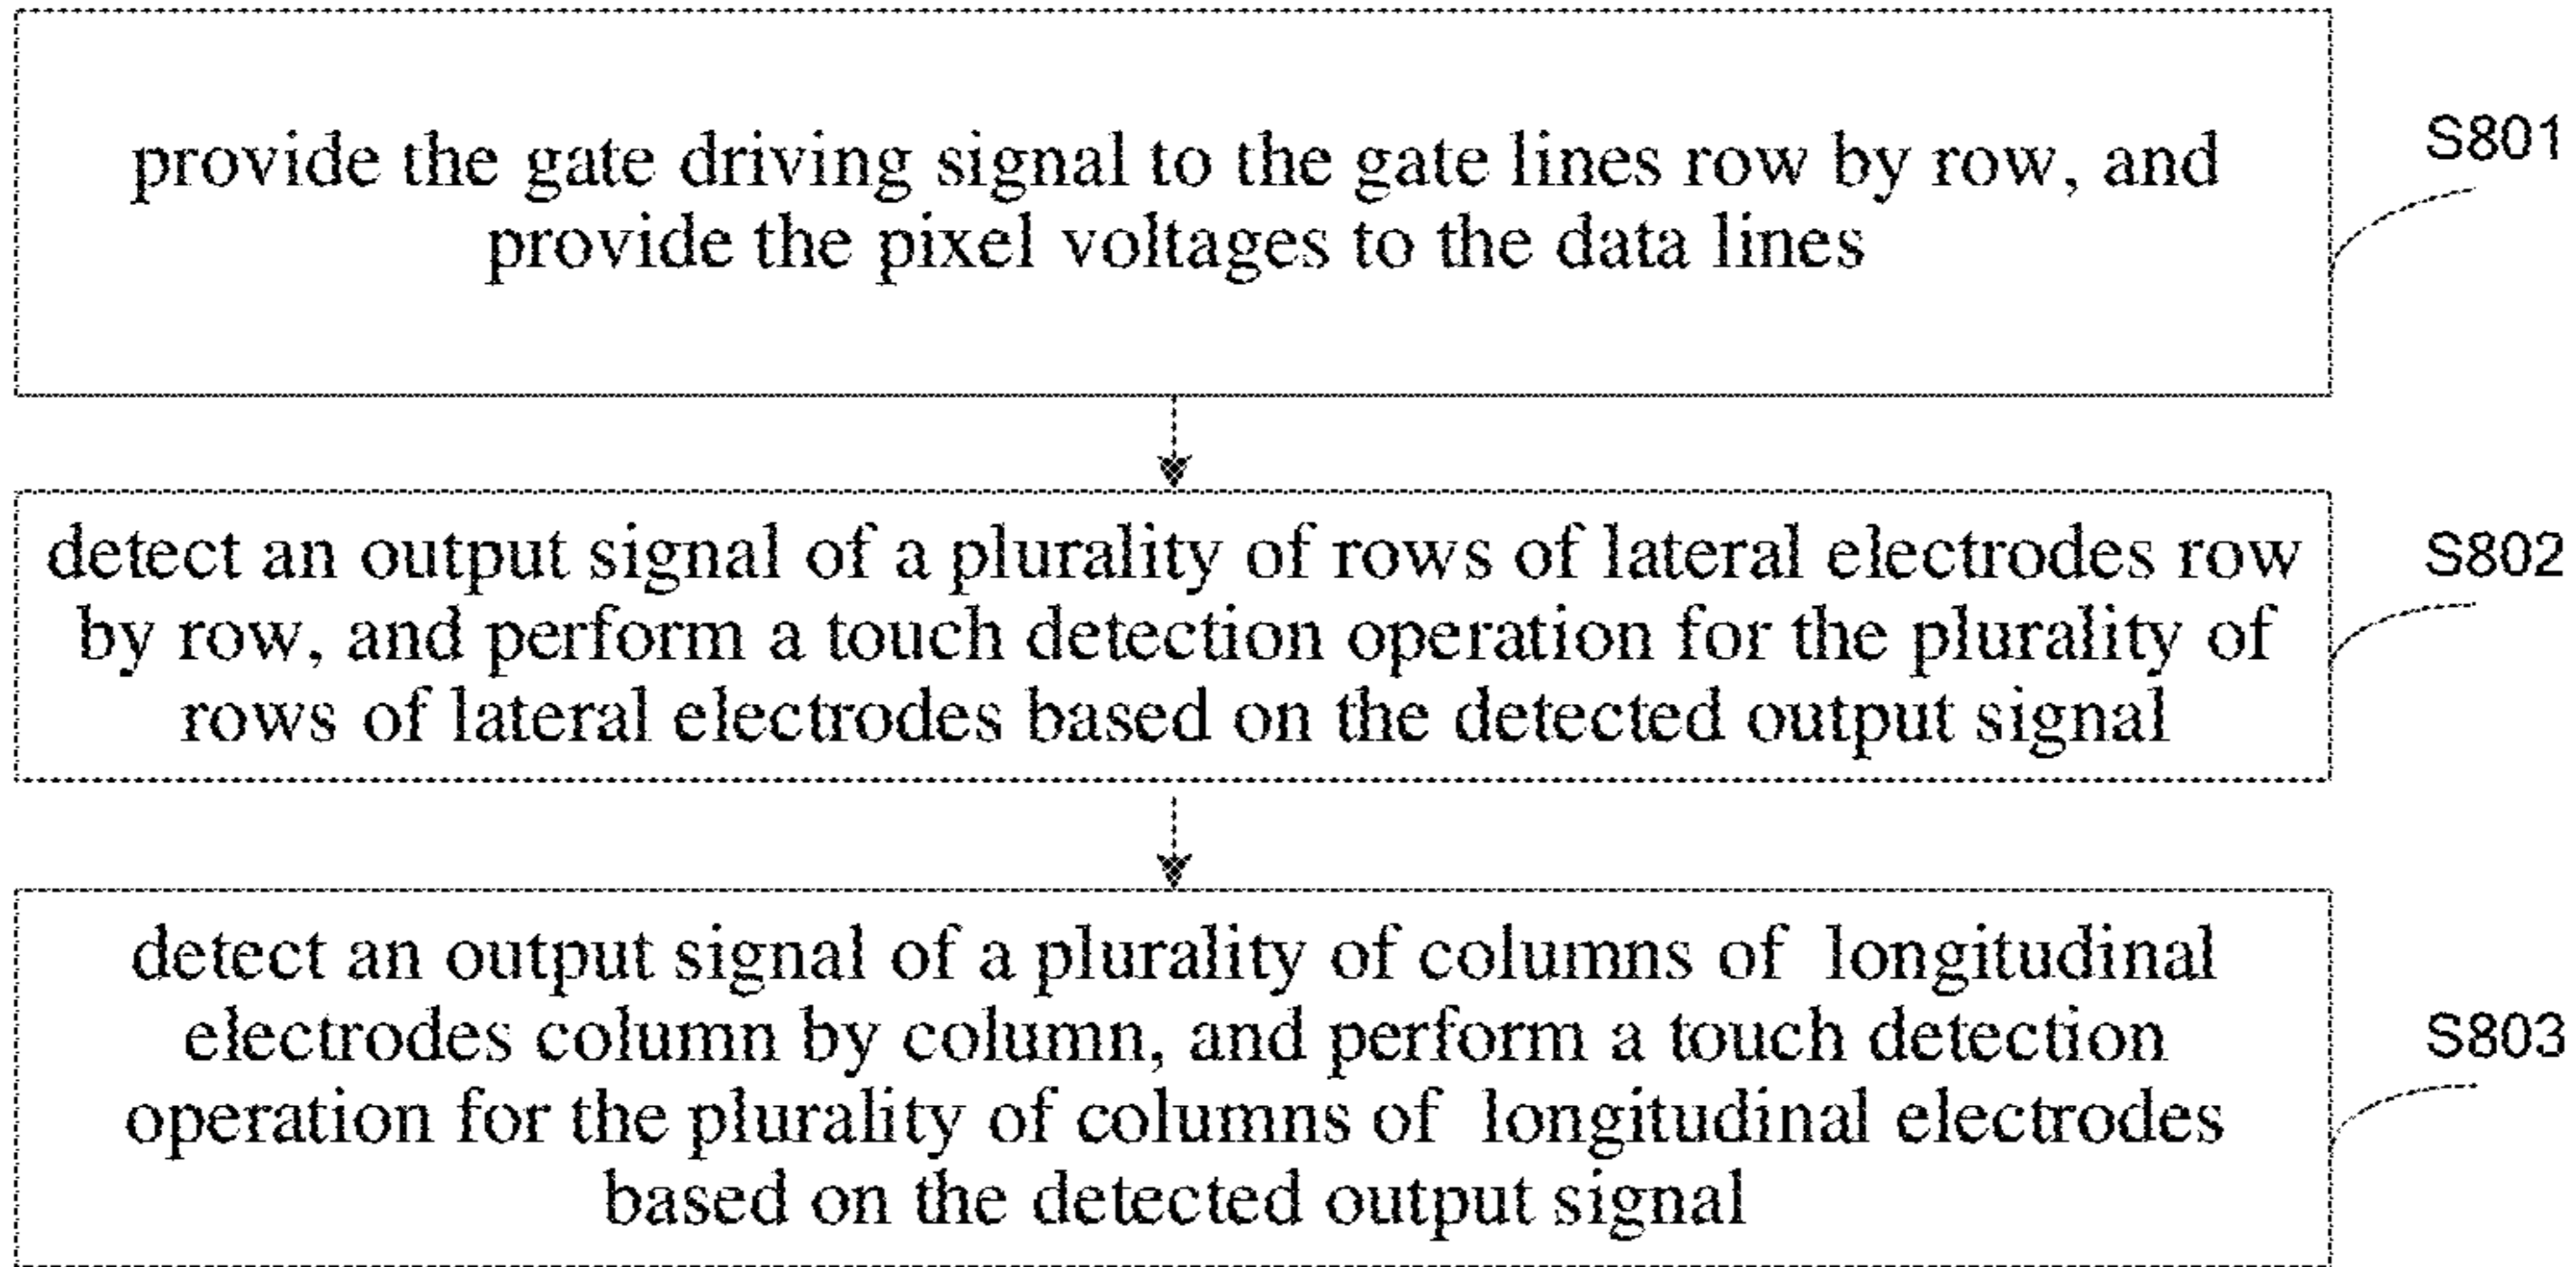 provide the gate driving signal to the gate lines row by row, and
provide the pixel voltages to the data lines
S801
detect an output signal of a plurality of rows of lateral electrodes row
by row, and perform a touch detection operation for the plurality of
rows of lateral electrodes based on the detected output signal
S802
detect an output signal of a plurality of columns of longitudinal
electrodes column by column, and perform a touch detection
operation for the plurality of columns of longitudinal electrodes
based on the detected output signal
S803